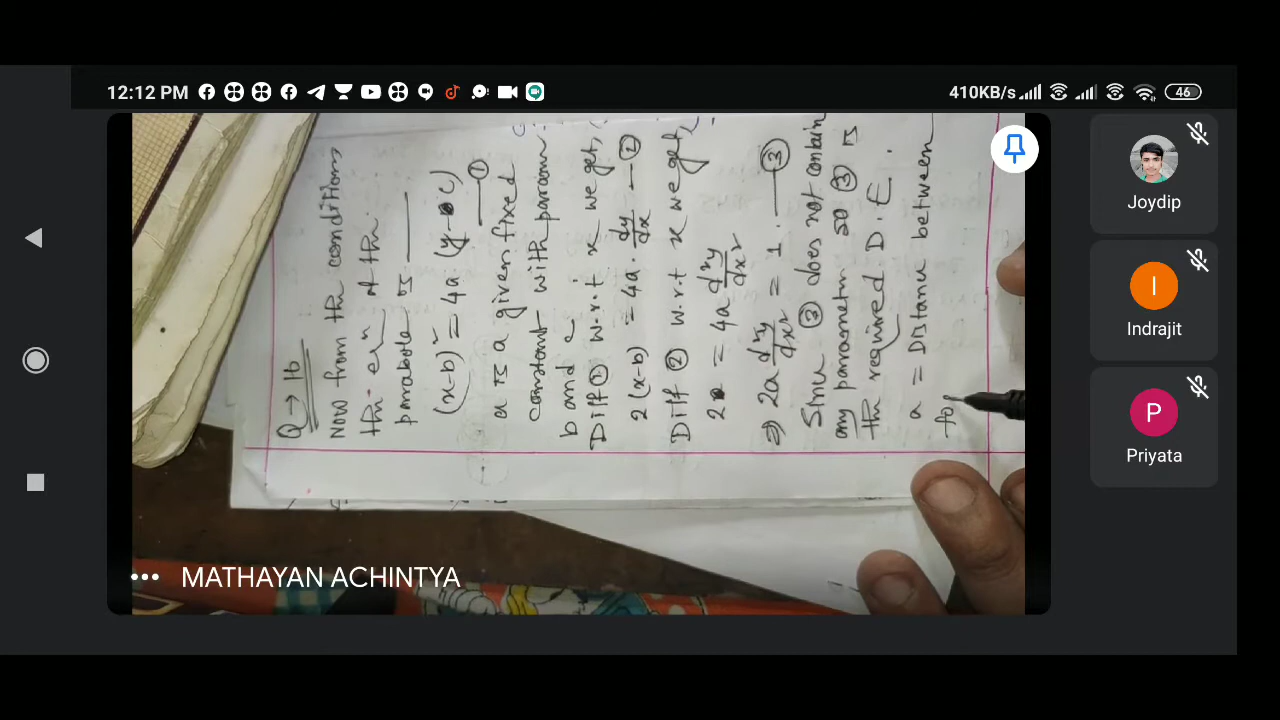 12:12 PM
410KB/s
46
Q → 16
Now from the conditions
the eqn of the
parabola is
(x-b)² = 4a (y-c)
①
a is a given fixed
constant with param
b and c
Diff ① w.r.t x we get,
2(x-b) = 4a. dy/dx — ②
Diff ② w.r.t x we get,
2 = 4a d²y/dx²
⇒ 2a d²y/dx² = 1. — ③
Since ③ does not contain
any parameter so ③ is
the required D.E.
a = Distance between
fo
MATHAYAN ACHINTYA
Joydip
I
Indrajit
P
Priyata